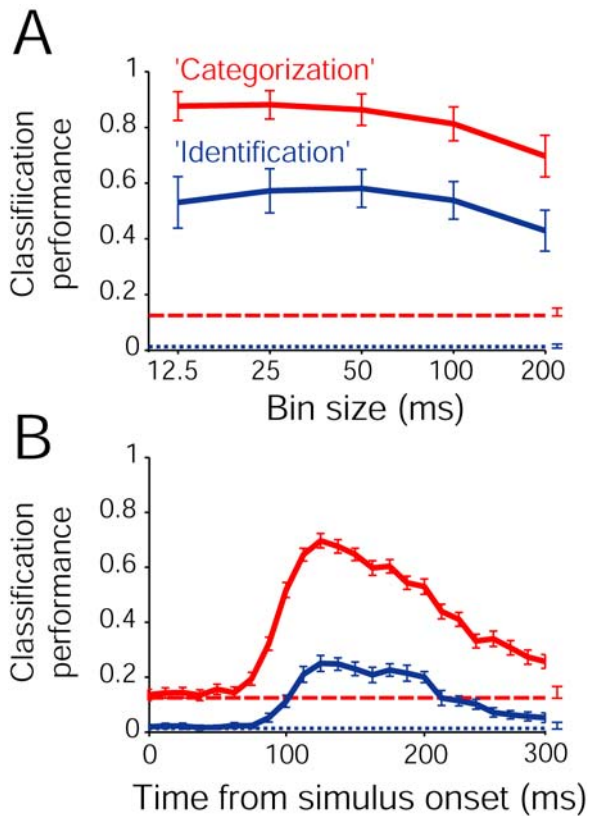 A
1
'Categorization'
0.8
'Identification'
0.6
0.4
0.2
0
Classifiication
performance
12.5 25 50 100 200
Bin size (ms)
B
1
0.8
0.6
0.4
0.2
0
Classification
performance
0 100 200 300
Time from simulus onset (ms)